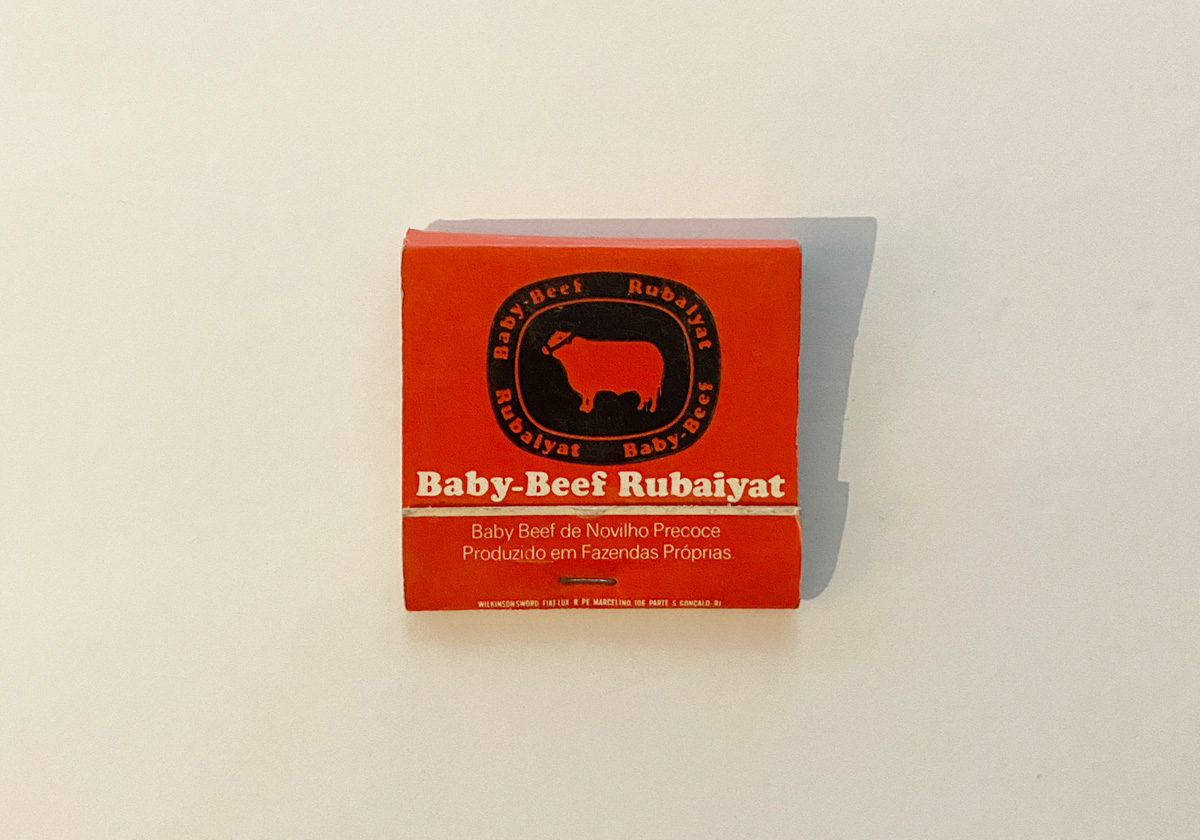 Baby-Beef Rubaiyat
Rubaiyat Baby-Beef
Baby-Beef Rubaiyat
Baby Beef de Novilho Precoce
Produzido em Fazendas Próprias.
WILKINSON SWORD FIAT-LUX R. PE. MARCELINO, 106 PARTE S. GONÇALO-RJ